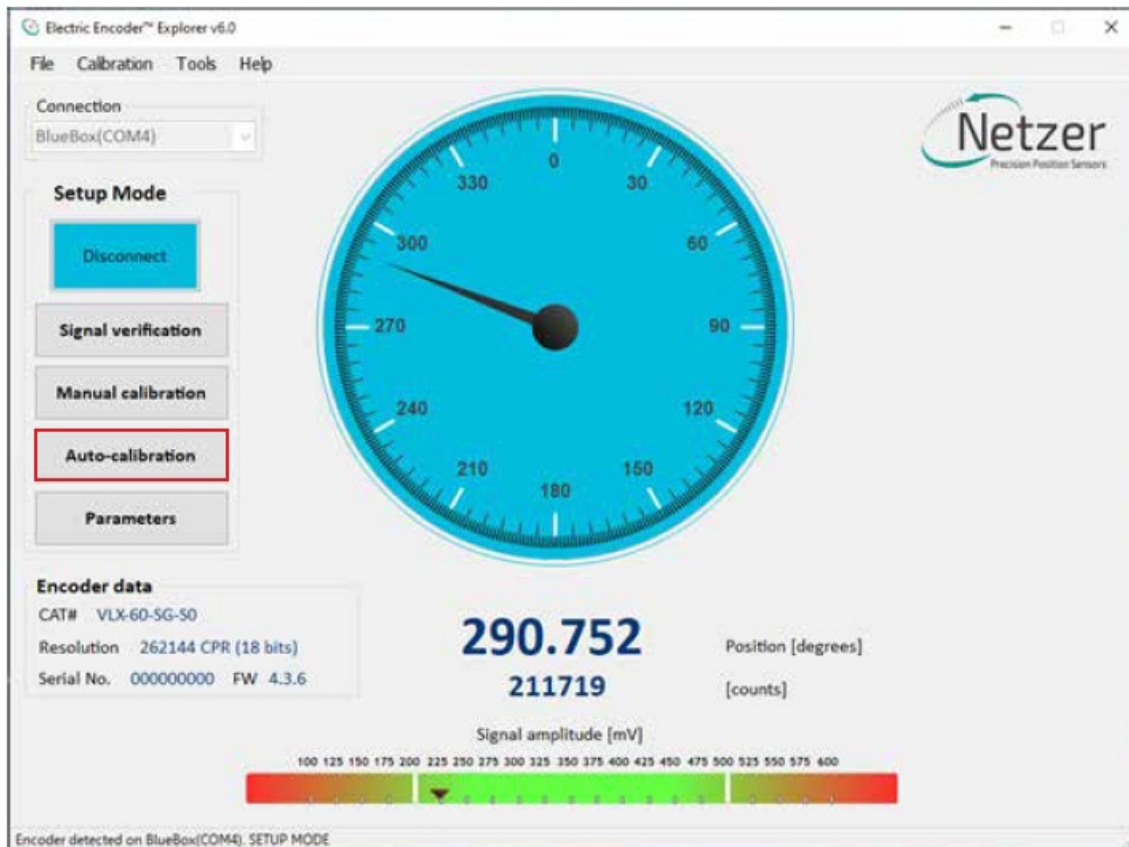 Electric Encoder™ Explorer v6.0
File Calibration Tools Help
Connection
BlueBox(COM4)
Setup Mode
Disconnect
Signal verification
Manual calibration
Auto-calibration
Parameters
Encoder data
CAT# VLX-60-SG-S0
Resolution 262144 CPR (18 bits)
Serial No. 000000000 FW 4.3.6
0
30
60
90
120
150
180
210
240
270
300
330
Netzer
Precision Position Sensors
290.752 Position [degrees]
211719 [counts]
Signal amplitude [mV]
100 125 150 175 200 225 250 275 300 325 350 375 400 425 450 475 500 525 550 575 600
Encoder detected on BlueBox(COM4). SETUP MODE